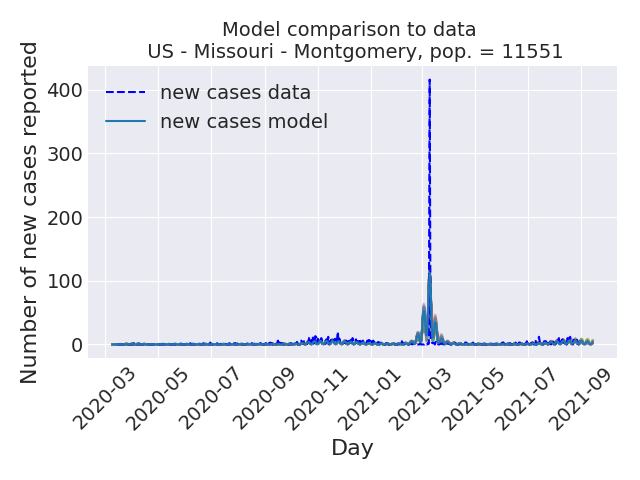 Model comparison to data
US - Missouri - Montgomery, pop. = 11551
Number of new cases reported
400
300
200
100
0
new cases data
new cases model
2020-03
2020-05
2020-07
2020-09
2020-11
2021-01
2021-03
2021-05
2021-07
2021-09
Day